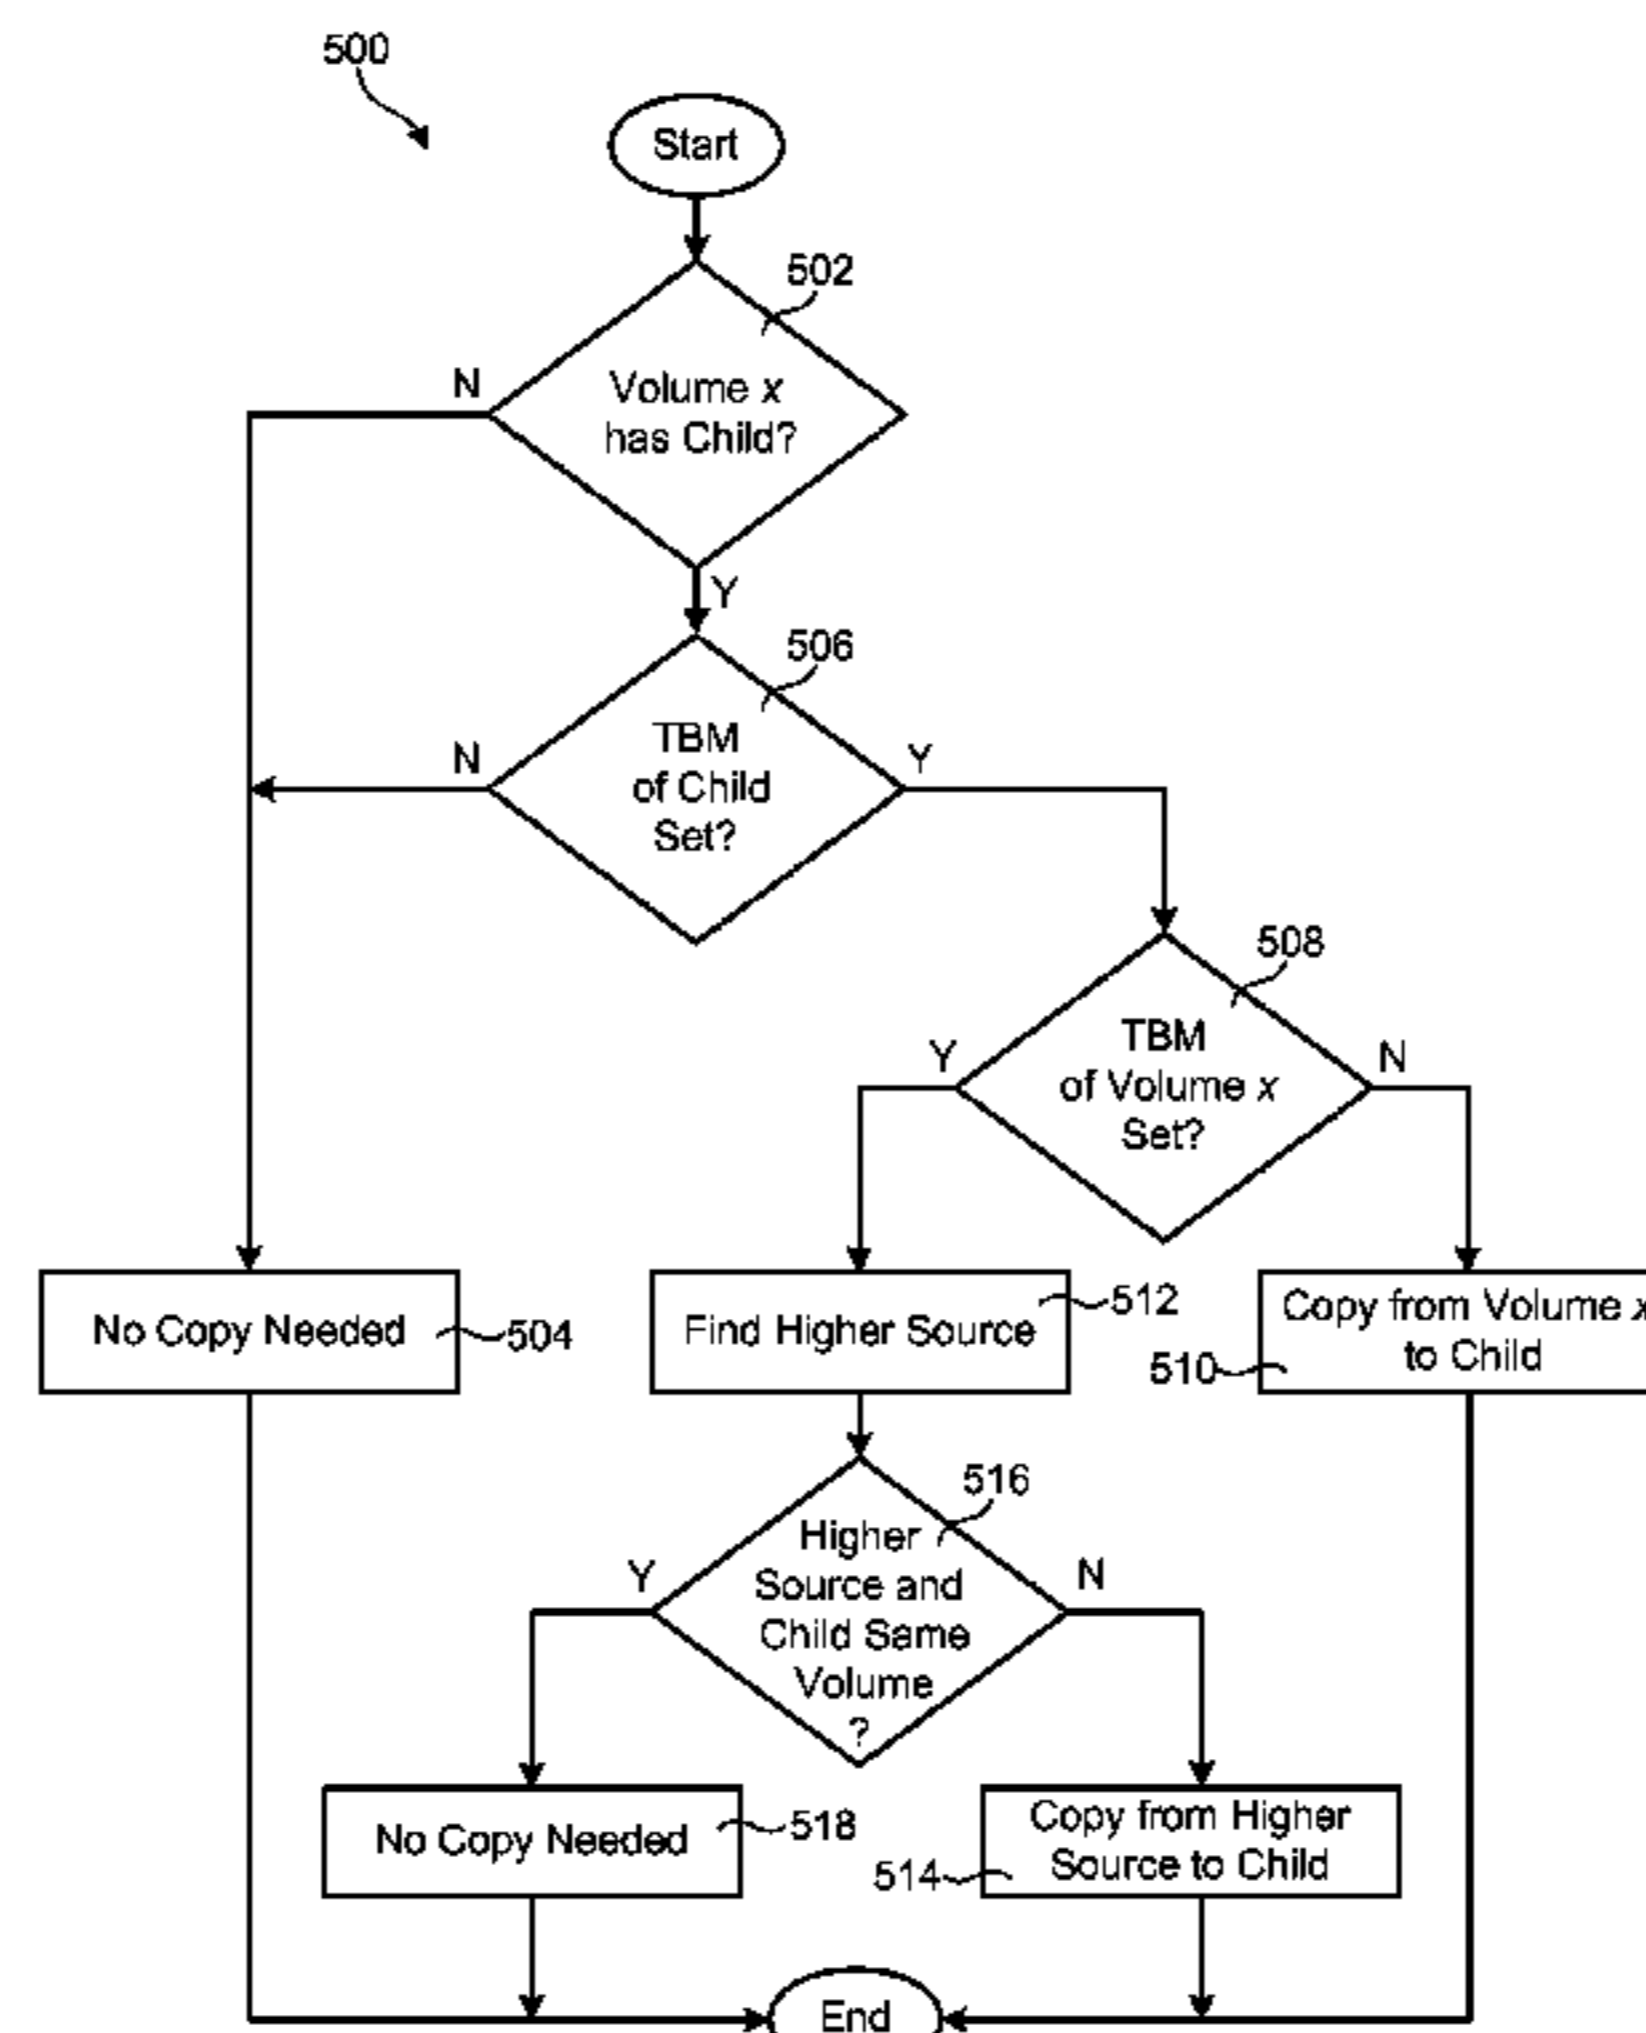 500
Start
502
N
Volume x
has Child?
Y
506
N
TBM
of Child
Set?
Y
508
Y
TBM
of Volume x
Set?
N
No Copy Needed
504
Find Higher Source
512
Copy from Volume x
to Child
510
516
Y
Higher
Source and
Child Same
Volume
?
N
No Copy Needed
518
Copy from Higher
Source to Child
514
End